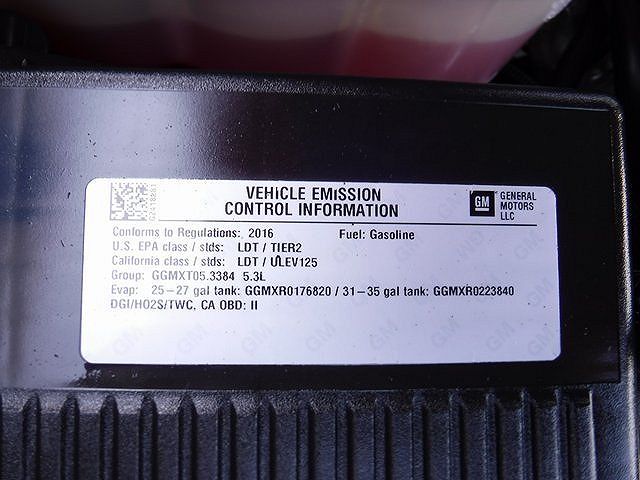 VEHICLE EMISSION
CONTROL INFORMATION
GM
GENERAL
MOTORS
LLC
Conforms to Regulations: 2016 Fuel: Gasoline
U.S. EPA class / stds: LDT / TIER2
California class / stds: LDT / ULEV125
Group: GGMXT05.3384 5.3L
Evap: 25-27 gal tank: GGMXR0176820 / 31-35 gal tank: GGMXR0223840
DGI/HO2S/TWC, CA OBD: II